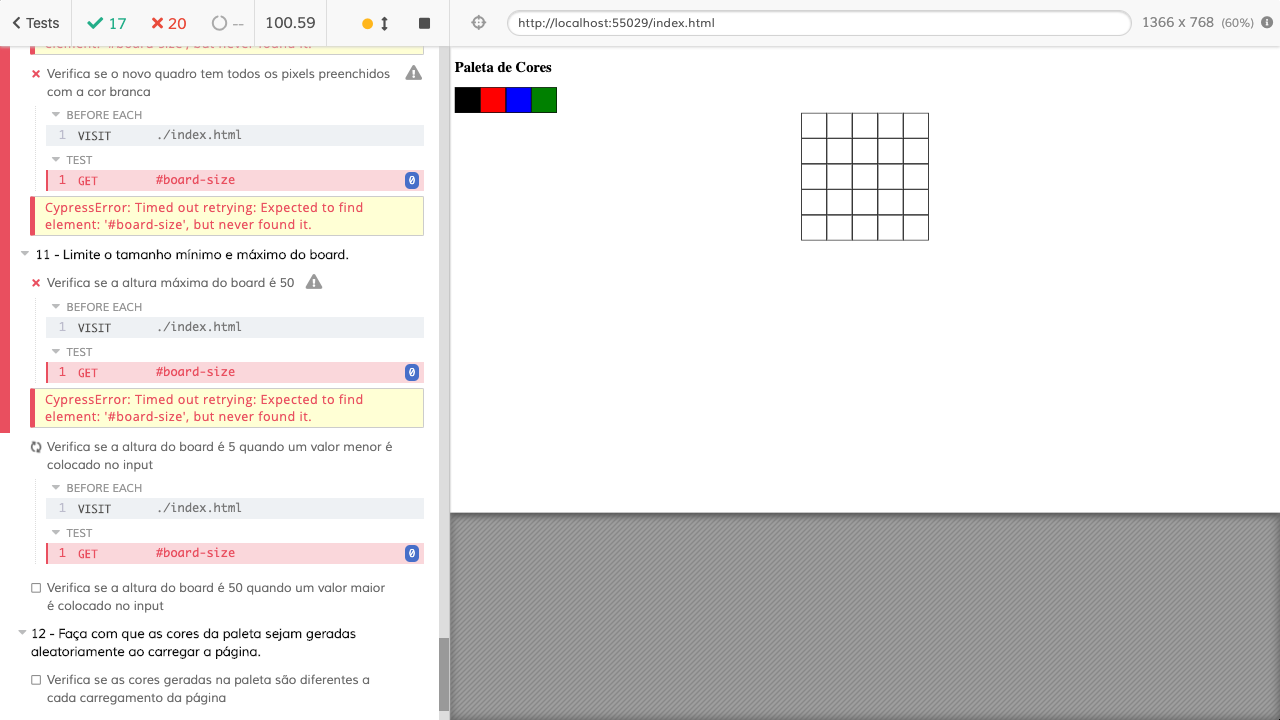 Tests
17
20
--
100.59
http://localhost:55029/index.html
1366 x 768 (60%)
element: '#board-size', but never found it.
Verifica se o novo quadro tem todos os pixels preenchidos
com a cor branca
BEFORE EACH
1 VISIT ./index.html
TEST
1 GET #board-size 0
CypressError: Timed out retrying: Expected to find
element: '#board-size', but never found it.
11 - Limite o tamanho mínimo e máximo do board.
Verifica se a altura máxima do board é 50
BEFORE EACH
1 VISIT ./index.html
TEST
1 GET #board-size 0
CypressError: Timed out retrying: Expected to find
element: '#board-size', but never found it.
Verifica se a altura do board é 5 quando um valor menor é
colocado no input
BEFORE EACH
1 VISIT ./index.html
TEST
1 GET #board-size 0
Verifica se a altura do board é 50 quando um valor maior
é colocado no input
12 - Faça com que as cores da paleta sejam geradas
aleatoriamente ao carregar a página.
Verifica se as cores geradas na paleta são diferentes a
cada carregamento da página
Paleta de Cores